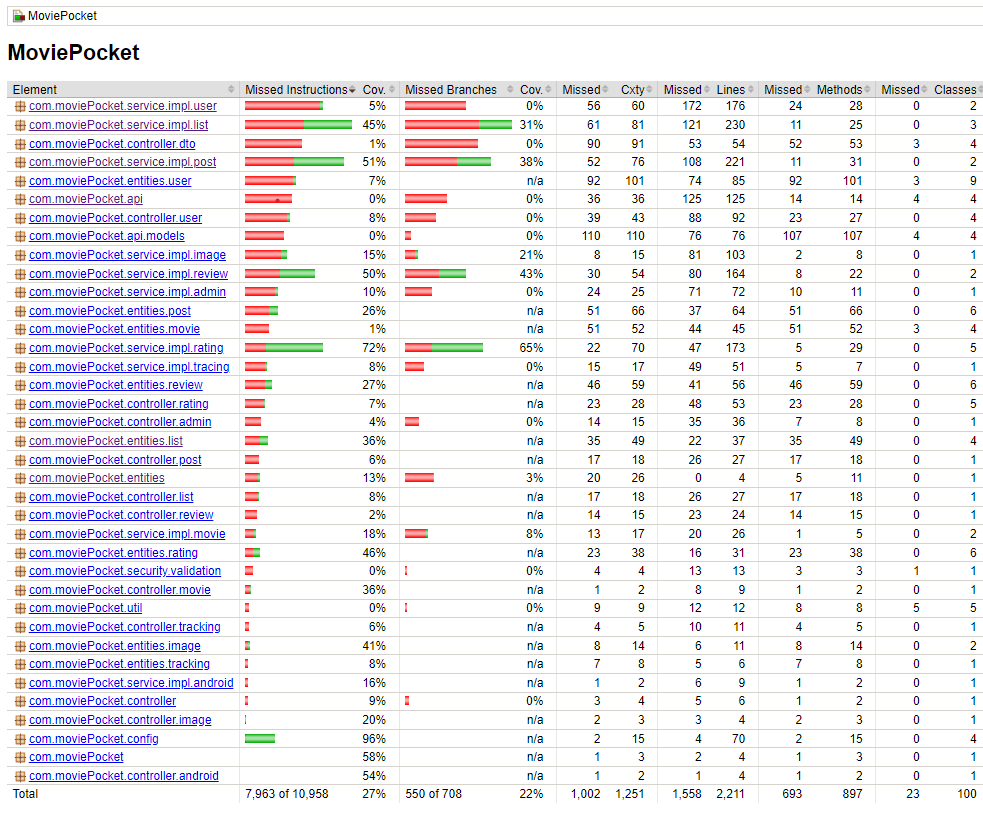 MoviePocket
MoviePocket
Element Missed Instructions Cov. Missed Branches Cov. Missed Cxty Missed Lines Missed Methods Missed Classes
com.moviePocket.service.impl.user 5% 0% 56 60 172 176 24 28 0 2
com.moviePocket.service.impl.list 45% 31% 61 81 121 230 11 25 0 3
com.moviePocket.controller.dto 1% 0% 90 91 53 54 52 53 3 4
com.moviePocket.service.impl.post 51% 38% 52 76 108 221 11 31 0 2
com.moviePocket.entities.user 7% n/a 92 101 74 85 92 101 3 9
com.moviePocket.api 0% 0% 36 36 125 125 14 14 4 4
com.moviePocket.controller.user 8% 0% 39 43 88 92 23 27 0 4
com.moviePocket.api.models 0% 0% 110 110 76 76 107 107 4 4
com.moviePocket.service.impl.image 15% 21% 8 15 81 103 2 8 0 1
com.moviePocket.service.impl.review 50% 43% 30 54 80 164 8 22 0 2
com.moviePocket.service.impl.admin 10% 0% 24 25 71 72 10 11 0 1
com.moviePocket.entities.post 26% n/a 51 66 37 64 51 66 0 6
com.moviePocket.entities.movie 1% n/a 51 52 44 45 51 52 3 4
com.moviePocket.service.impl.rating 72% 65% 22 70 47 173 5 29 0 5
com.moviePocket.service.impl.tracing 8% 0% 15 17 49 51 5 7 0 1
com.moviePocket.entities.review 27% n/a 46 59 41 56 46 59 0 6
com.moviePocket.controller.rating 7% n/a 23 28 48 53 23 28 0 5
com.moviePocket.controller.admin 4% 0% 14 15 35 36 7 8 0 1
com.moviePocket.entities.list 36% n/a 35 49 22 37 35 49 0 4
com.moviePocket.controller.post 6% n/a 17 18 26 27 17 18 0 1
com.moviePocket.entities 13% 3% 20 26 0 4 5 11 0 1
com.moviePocket.controller.list 8% n/a 17 18 26 27 17 18 0 1
com.moviePocket.controller.review 2% n/a 14 15 23 24 14 15 0 1
com.moviePocket.service.impl.movie 18% 8% 13 17 20 26 1 5 0 2
com.moviePocket.entities.rating 46% n/a 23 38 16 31 23 38 0 6
com.moviePocket.security.validation 0% 0% 4 4 13 13 3 3 1 1
com.moviePocket.controller.movie 36% n/a 1 2 8 9 1 2 0 1
com.moviePocket.util 0% 0% 9 9 12 12 8 8 5 5
com.moviePocket.controller.tracking 6% n/a 4 5 10 11 4 5 0 1
com.moviePocket.entities.image 41% n/a 8 14 6 11 8 14 0 2
com.moviePocket.entities.tracking 8% n/a 7 8 5 6 7 8 0 1
com.moviePocket.service.impl.android 16% n/a 1 2 6 9 1 2 0 1
com.moviePocket.controller 9% 0% 3 4 5 6 1 2 0 1
com.moviePocket.controller.image 20% n/a 2 3 3 4 2 3 0 1
com.moviePocket.config 96% n/a 2 15 4 70 2 15 0 4
com.moviePocket 58% n/a 1 3 2 4 1 3 0 1
com.moviePocket.controller.android 54% n/a 1 2 1 4 1 2 0 1
Total 7,963 of 10,958 27% 550 of 708 22% 1,002 1,251 1,558 2,211 693 897 23 100